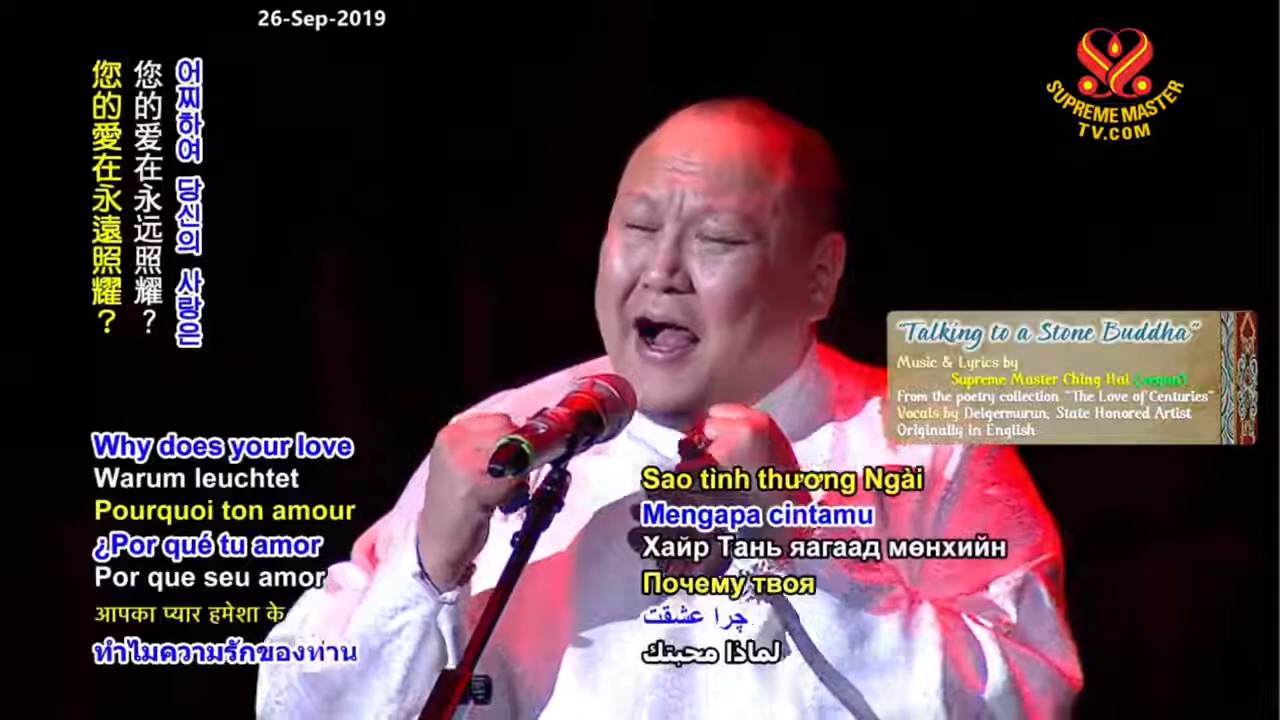 26-Sep-2019
SUPREME MASTER
TV.COM
어찌하여 당신의 사랑은
您的爱在永远照耀？
您的愛在永遠照耀？
"Talking to a Stone Buddha"
Music & Lyrics by
Supreme Master Ching Hai (vegan)
From the poetry collection "The Love of Centuries"
Vocals by Delgermurun, State Honored Artist
Originally in English
Why does your love
Warum leuchtet
Pourquoi ton amour
¿Por qué tu amor
Por que seu amor
आपका प्यार हमेशा के
ทำไมความรักของท่าน
Sao tình thương Ngài
Mengapa cintamu
Хайр Тань яагаад мөнхийн
Почему твоя
چرا عشقت
لماذا محبتك